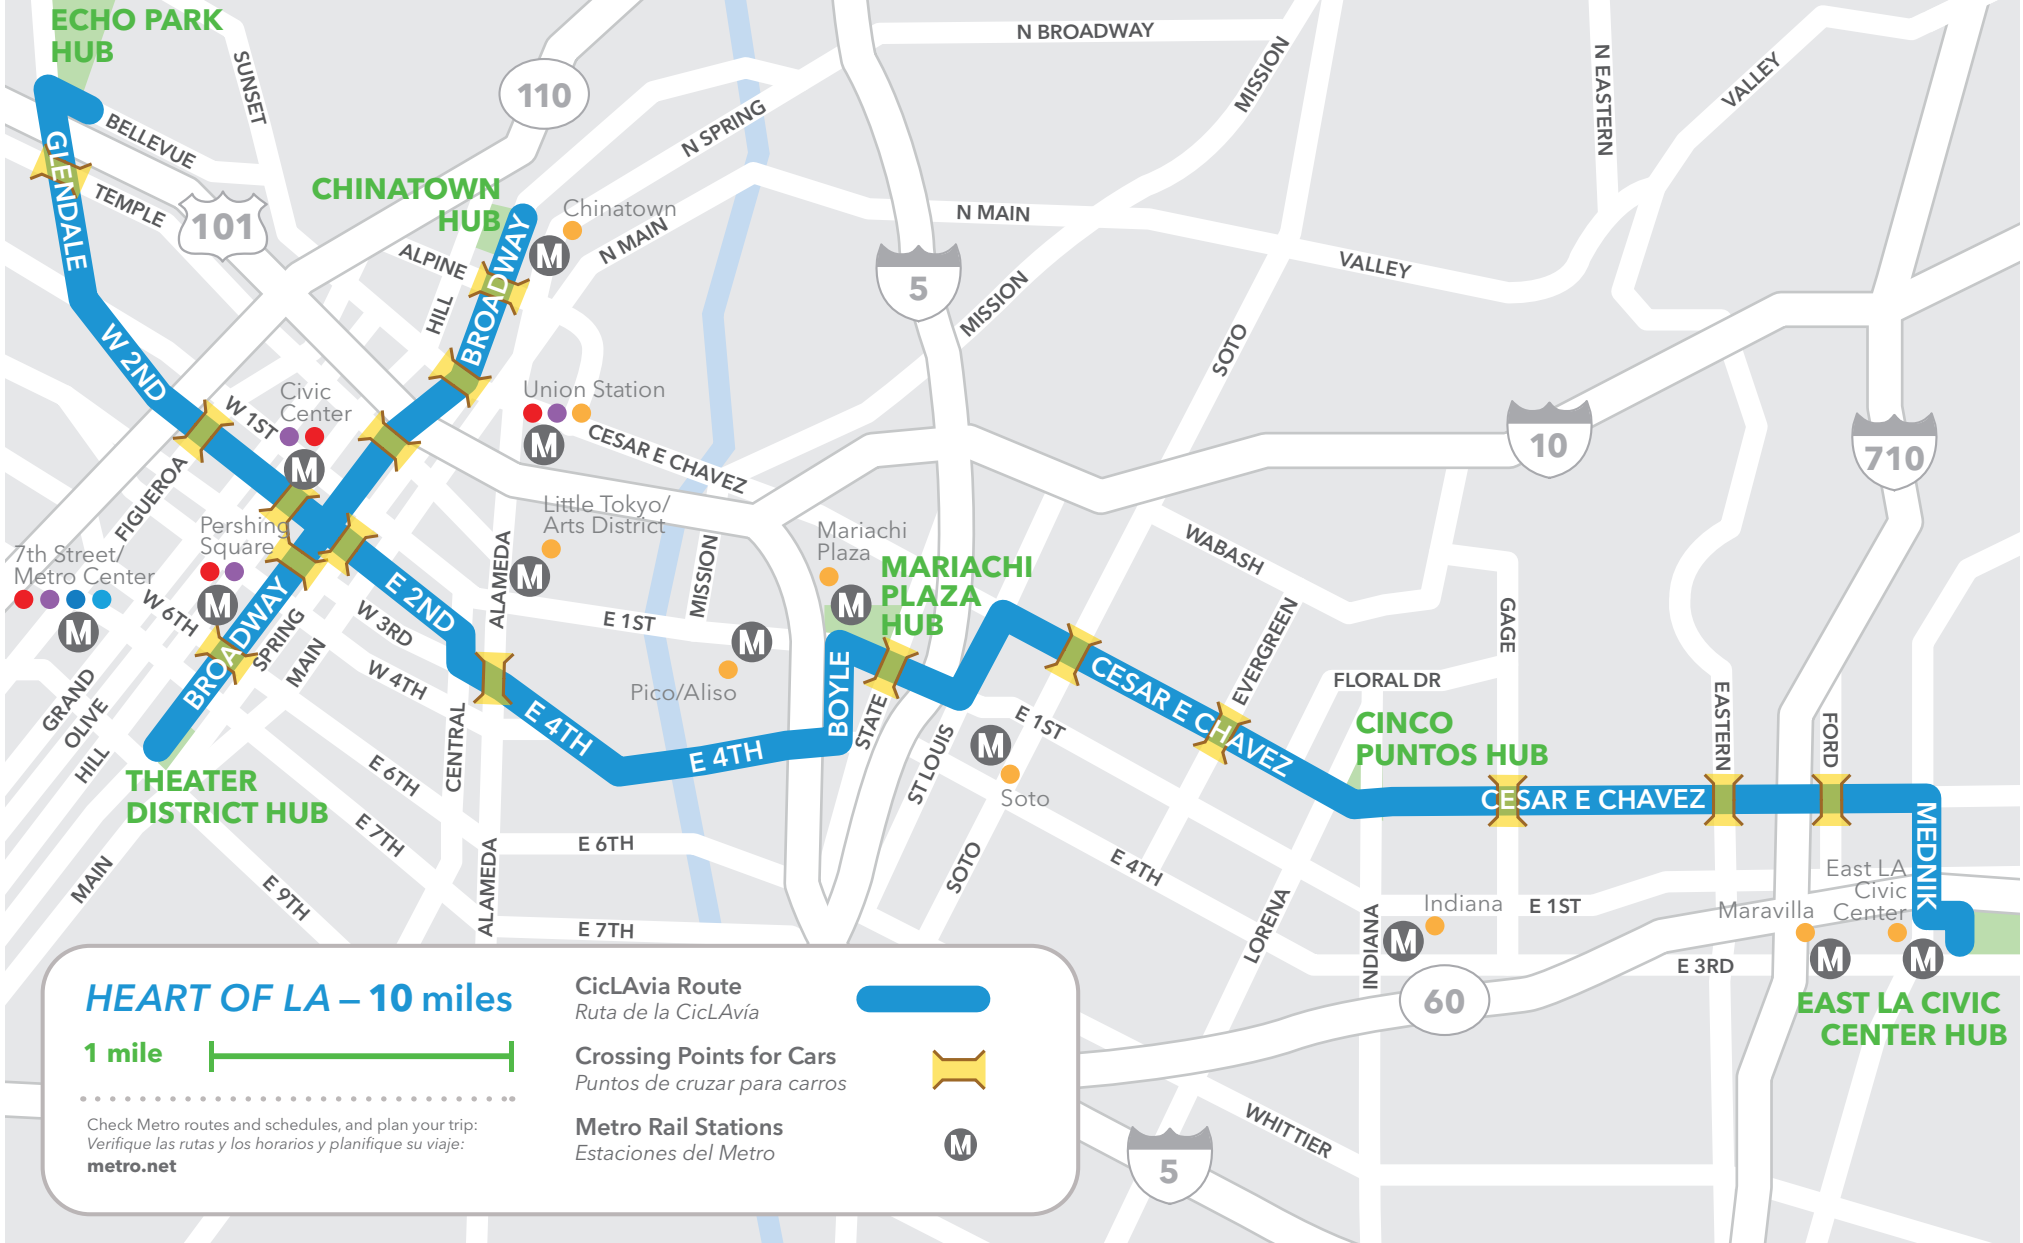 ECHO PARK
HUB
SUNSET
110
N BROADWAY
MISSION
N EASTERN
VALLEY
BELLEVUE
GLENDALE
TEMPLE
101
N SPRING
CHINATOWN
HUB
Chinatown
M
N MAIN
ALPINE
HILL
BROADWAY
N MAIN
5
MISSION
VALLEY
SOTO
W 2ND
W 1ST
Civic
Center
M
Union Station
M
CESAR E CHAVEZ
10
710
FIGUEROA
Pershing
Square
M
7th Street/
Metro Center
M
W 6TH
BROADWAY
SPRING
MAIN
W 3RD
W 4TH
E 2ND
Little Tokyo/
Arts District
M
ALAMEDA
MISSION
E 1ST
M
Pico/Aliso
Mariachi
Plaza
M
MARIACHI
PLAZA
HUB
WABASH
EVERGREEN
GAGE
FLORAL DR
EASTERN
FORD
GRAND
OLIVE
HILL
THEATER
DISTRICT HUB
MAIN
E 6TH
E 7TH
E 9TH
CENTRAL
E 4TH
E 4TH
BOYLE
STATE
ST LOUIS
M
Soto
E 1ST
CESAR E CHAVEZ
CINCO
PUNTOS HUB
CESAR E CHAVEZ
MEDNIK
ALAMEDA
E 6TH
E 7TH
SOTO
E 4TH
LORENA
INDIANA
Indiana
M
E 1ST
E 3RD
Maravilla
M
East LA
Civic
Center
M
EAST LA CIVIC
CENTER HUB
60
WHITTIER
5
HEART OF LA – 10 miles
1 mile
Check Metro routes and schedules, and plan your trip:
Verifique las rutas y los horarios y planifique su viaje:
metro.net
CicLAvia Route
Ruta de la CicLAvía
Crossing Points for Cars
Puntos de cruzar para carros
Metro Rail Stations
Estaciones del Metro
M